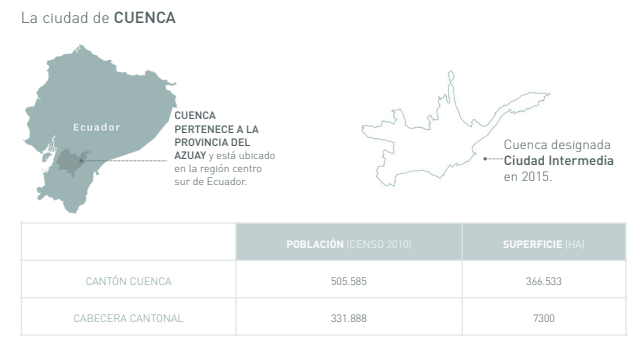 La ciudad de CUENCA
Ecuador
CUENCA
PERTENECE A LA
PROVINCIA DEL
AZUAY y está ubicado
en la región centro
sur de Ecuador.
Cuenca designada
Ciudad Intermedia
en 2015.
POBLACIÓN (CENSO 2010) SUPERFICIE (HA)
CANTÓN CUENCA 505.585 366.533
CABECERA CANTONAL 331.888 7300